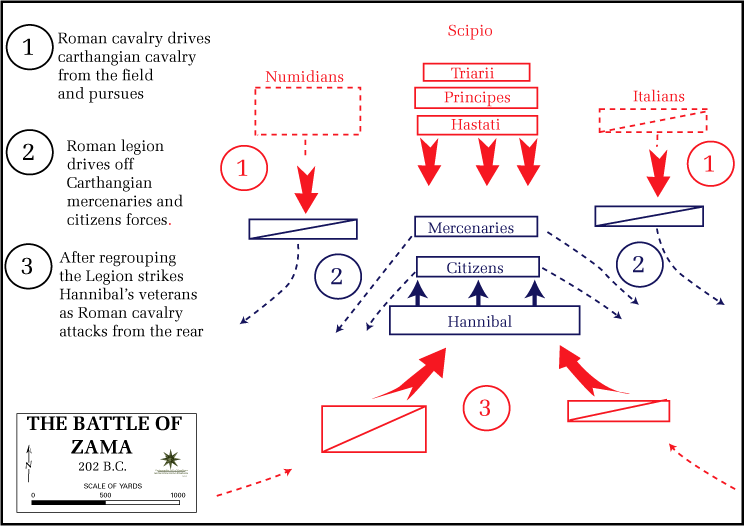 1
Roman cavalry drives
carthangian cavalry
from the field
and pursues
2
Roman legion
drives off
Carthangian
mercenaries and
citizens forces.
3
After regrouping
the Legion strikes
Hannibal's veterans
as Roman cavalry
attacks from the rear
Scipio
Numidians
Triarii
Principes
Hastati
Italians
1
1
Mercenaries
Citizens
2
2
Hannibal
3
THE BATTLE OF
ZAMA
202 B.C.
N
SCALE OF YARDS
0 500 1000